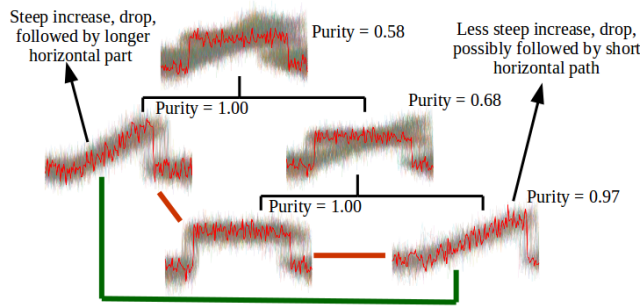 Steep increase, drop,
followed by longer
horizontal part
Purity = 0.58
Less steep increase, drop,
possibly followed by short
horizontal path
Purity = 1.00
Purity = 0.68
Purity = 1.00
Purity = 0.97